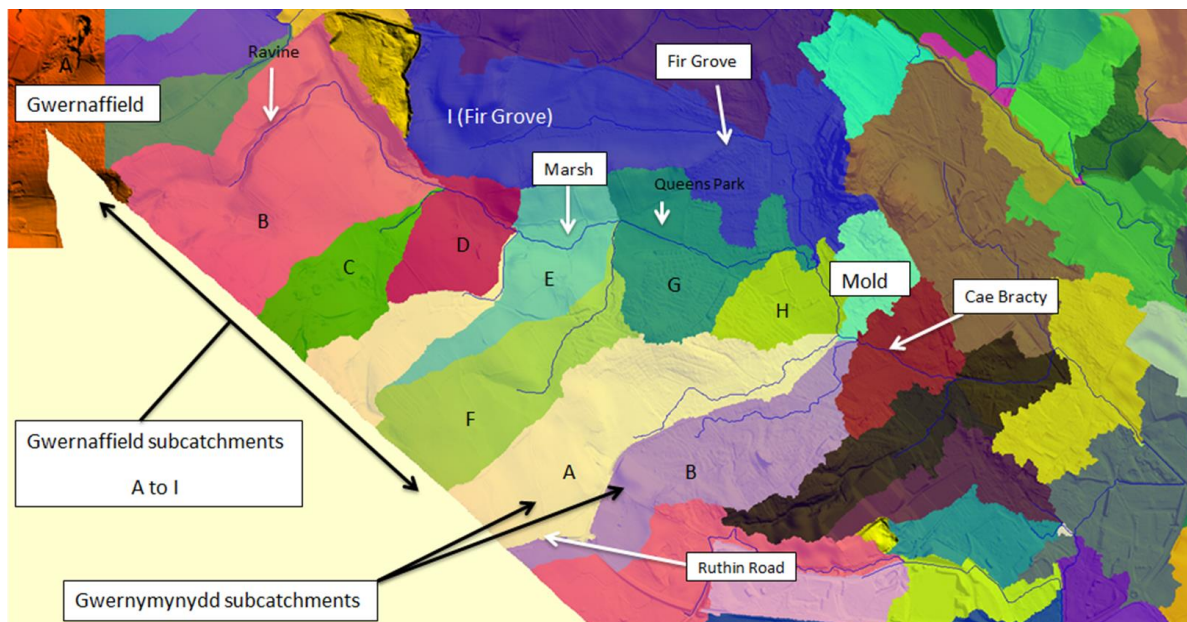 A
Ravine
Gwernaffield
Fir Grove
I (Fir Grove)
Marsh
Queens Park
B
C
D
E
G
H
Mold
Cae Bracty
F
Gwernaffield subcatchments
A to I
A
B
Ruthin Road
Gwernymynydd subcatchments